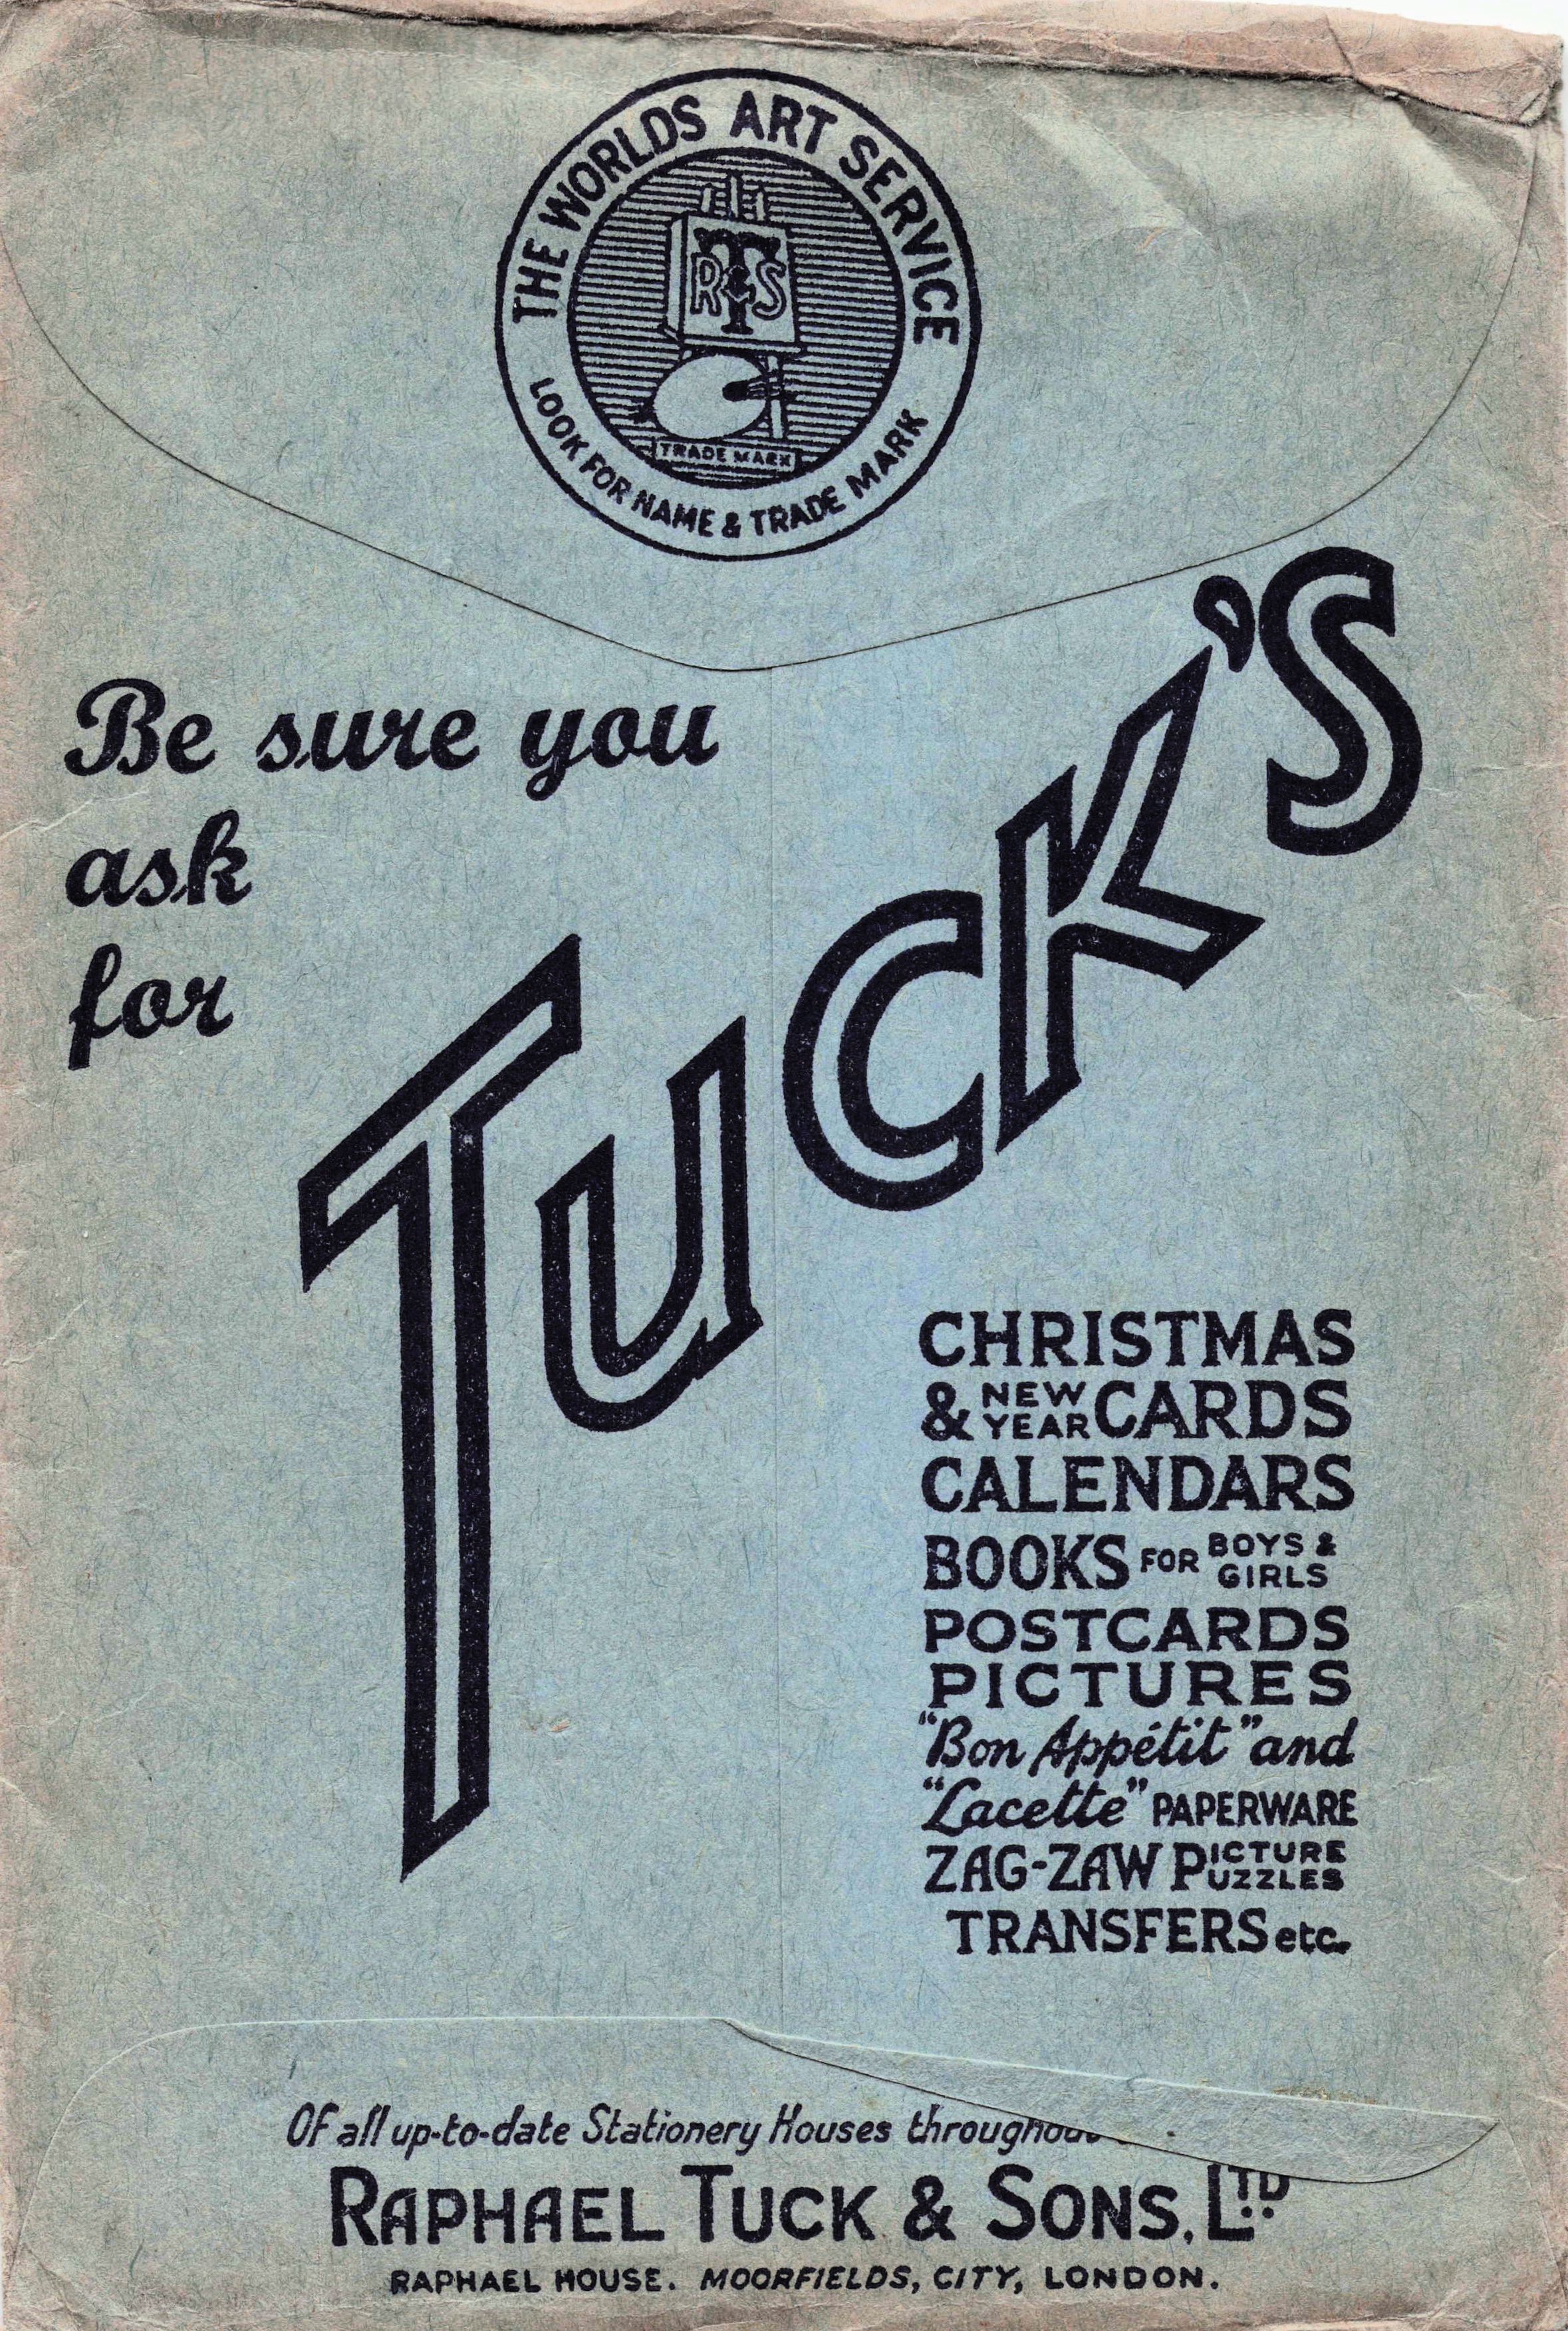 THE WORLDS ART SERVICE
R T & S
TRADE MARK
LOOK FOR NAME & TRADE MARK
Be sure you
ask
for
TUCK'S
CHRISTMAS
& NEW YEAR CARDS
CALENDARS
BOOKS FOR BOYS & GIRLS
POSTCARDS
PICTURES
"Bon Appétit" and
"Lacette" PAPERWARE
ZAG-ZAW PICTURE PUZZLES
TRANSFERS etc.
Of all up-to-date Stationery Houses
RAPHAEL TUCK & SONS, LTD
RAPHAEL HOUSE. MOORFIELDS, CITY, LONDON.